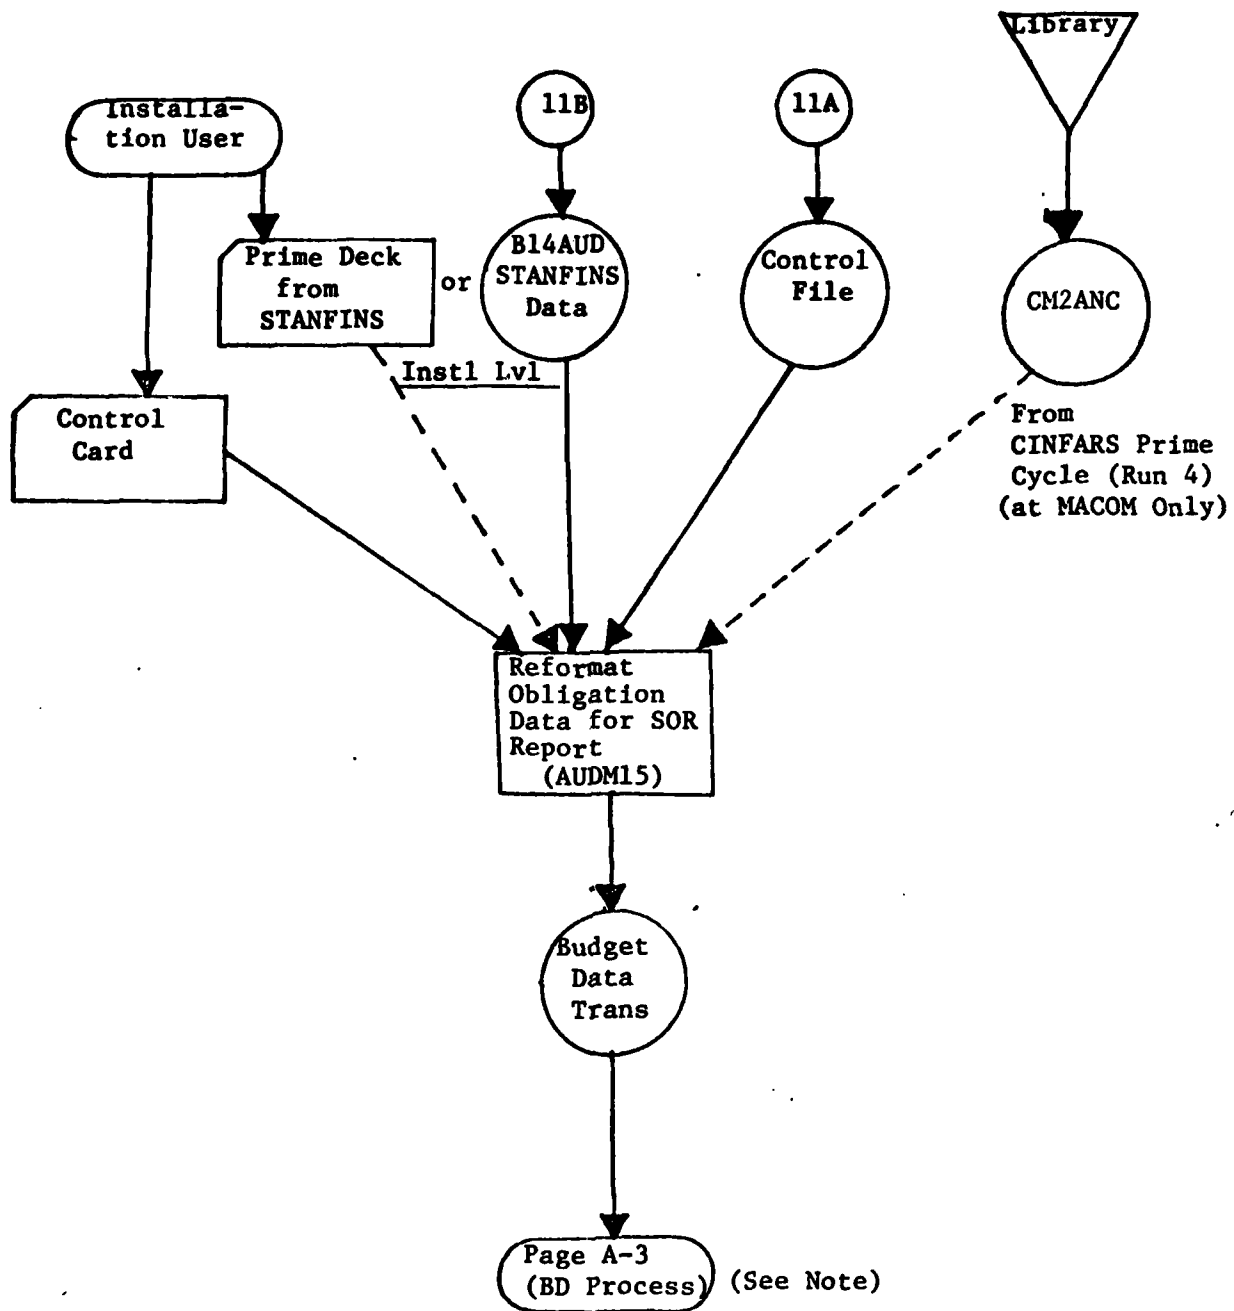 Library
11B
11A
Installa-
tion User
Prime Deck
from
STANFINS
or
B14AUD
STANFINS
Data
Control
File
CM2ANC
Instl Lvl
Control
Card
From
CINFARS Prime
Cycle (Run 4)
(at MACOM Only)
Reformat
Obligation
Data for SOR
Report
(AUDM15)
Budget
Data
Trans
Page A-3
(BD Process) (See Note)